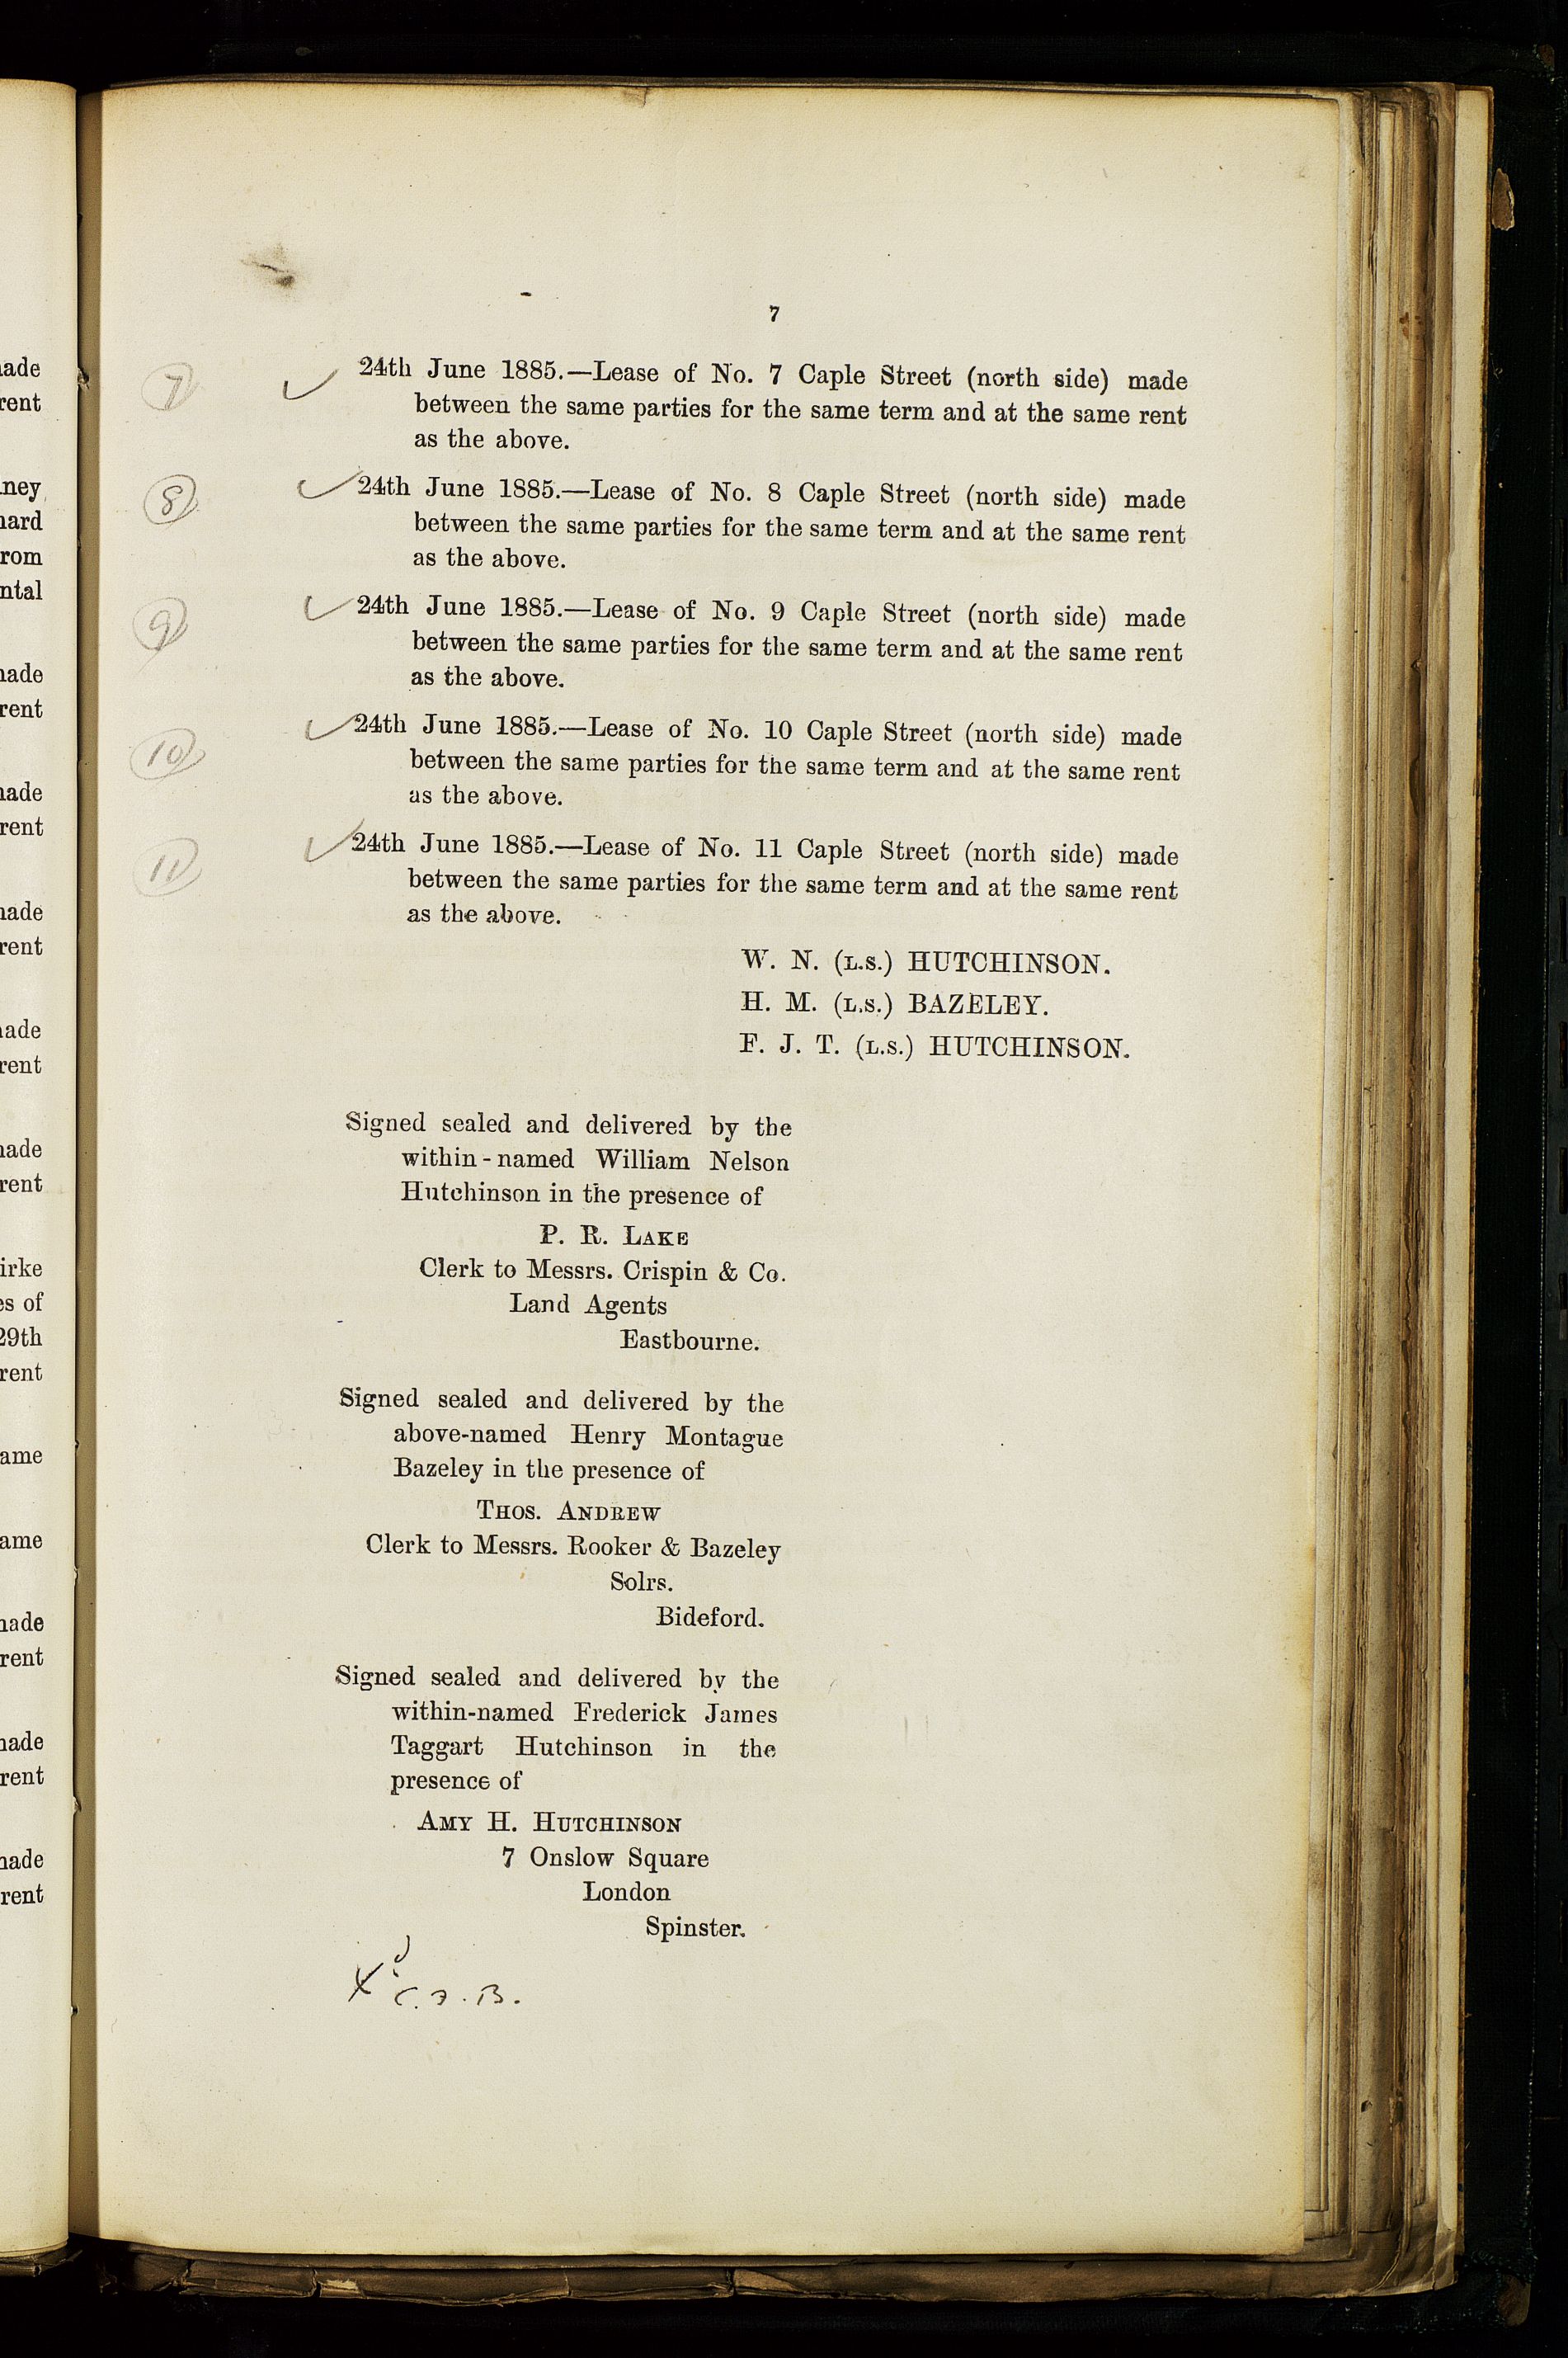 7
7 24th June 1885.—Lease of No. 7 Caple Street (north side) made
between the same parties for the same term and at the same rent
as the above.
8 24th June 1885.—Lease of No. 8 Caple Street (north side) made
between the same parties for the same term and at the same rent
as the above.
9 24th June 1885.—Lease of No. 9 Caple Street (north side) made
between the same parties for the same term and at the same rent
as the above.
10 24th June 1885.—Lease of No. 10 Caple Street (north side) made
between the same parties for the same term and at the same rent
as the above.
11 24th June 1885.—Lease of No. 11 Caple Street (north side) made
between the same parties for the same term and at the same rent
as the above.
W. N. (L.S.) HUTCHINSON.
H. M. (L.S.) BAZELEY.
F. J. T. (L.S.) HUTCHINSON.
Signed sealed and delivered by the
within-named William Nelson
Hutchinson in the presence of
P. R. LAKE
Clerk to Messrs. Crispin & Co.
Land Agents
Eastbourne.
Signed sealed and delivered by the
above-named Henry Montague
Bazeley in the presence of
THOS. ANDREW
Clerk to Messrs. Rooker & Bazeley
Solrs.
Bideford.
Signed sealed and delivered by the
within-named Frederick James
Taggart Hutchinson in the
presence of
AMY H. HUTCHINSON
7 Onslow Square
London
Spinster.